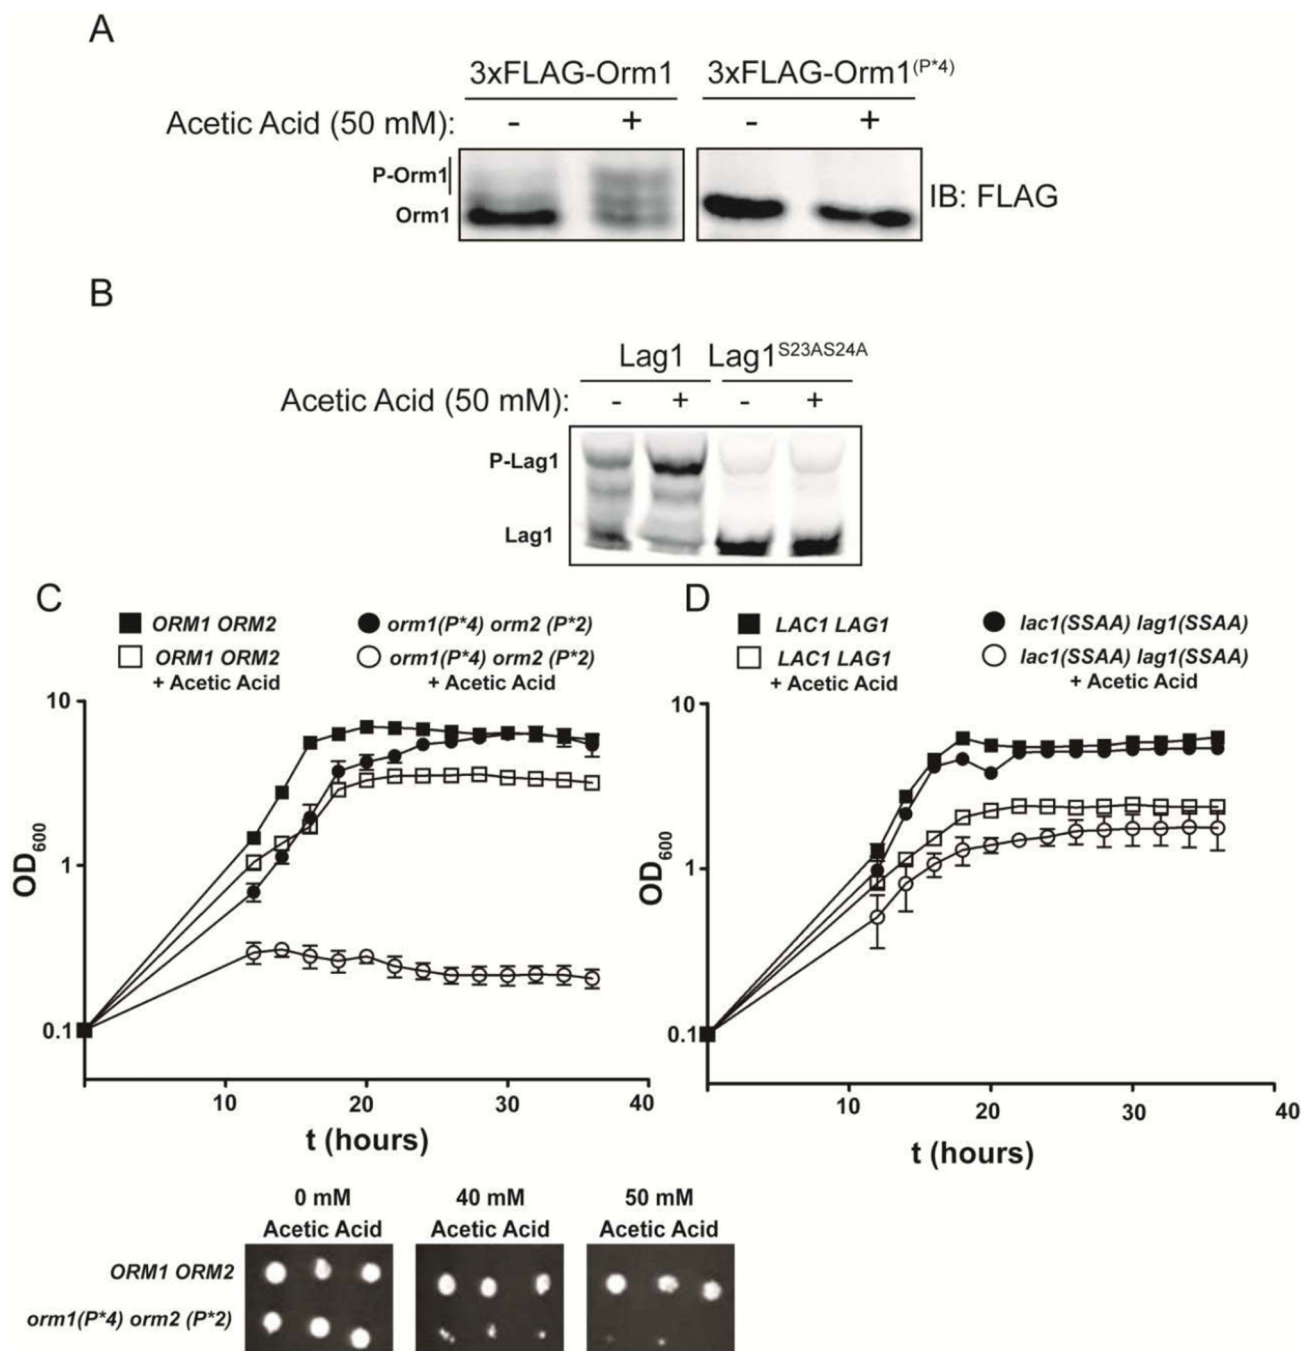 A
3xFLAG-Orm1 3xFLAG-Orm1(P*4)
Acetic Acid (50 mM): - + - +
P-Orm1
Orm1
IB: FLAG
B
Lag1 Lag1S23AS24A
Acetic Acid (50 mM): - + - +
P-Lag1
Lag1
C
ORM1 ORM2
orm1(P*4) orm2 (P*2)
ORM1 ORM2
+ Acetic Acid
orm1(P*4) orm2 (P*2)
+ Acetic Acid
10
1
0.1
OD600
10 20 30 40
t (hours)
D
LAC1 LAG1
lac1(SSAA) lag1(SSAA)
LAC1 LAG1
+ Acetic Acid
lac1(SSAA) lag1(SSAA)
+ Acetic Acid
10
1
0.1
OD600
10 20 30 40
t (hours)
0 mM
Acetic Acid
40 mM
Acetic Acid
50 mM
Acetic Acid
ORM1 ORM2
orm1(P*4) orm2 (P*2)